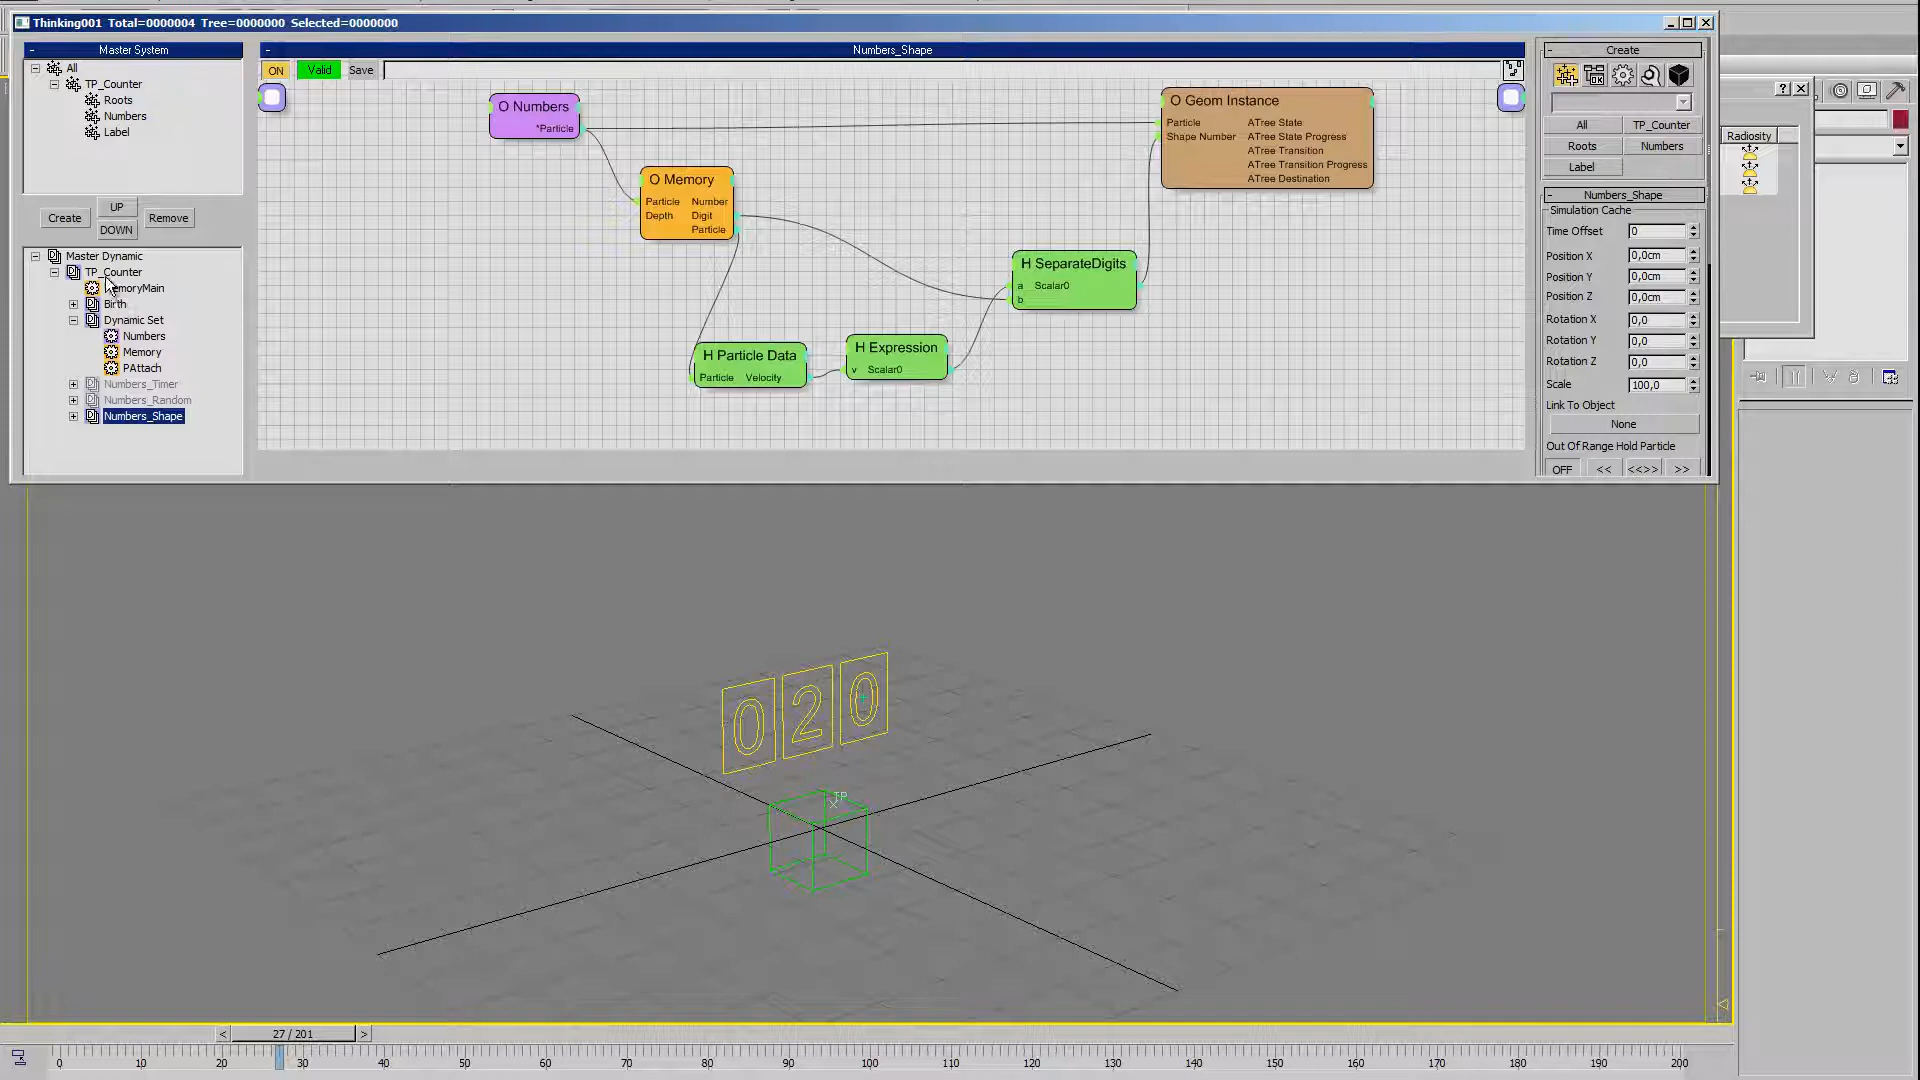 Thinking001 Total=0000004 Tree=0000000 Selected=0000000
Master System
All
TP_Counter
Roots
Numbers
Label
Create
UP
DOWN
Remove
Master Dynamic
TP_Counter
emoryMain
Birth
Dynamic Set
Numbers
Memory
PAttach
Numbers_Timer
Numbers_Random
Numbers_Shape
Numbers_Shape
ON
Valid
Save
O Numbers
*Particle
O Memory
Particle Number
Depth Digit
Particle
H Particle Data
Particle Velocity
H Expression
v Scalar0
H SeparateDigits
a Scalar0
b
O Geom Instance
Particle ATree State
Shape Number ATree State Progress
ATree Transition
ATree Transition Progress
ATree Destination
Create
All TP_Counter
Roots Numbers
Label
Numbers_Shape
Simulation Cache
Time Offset 0
Position X 0,0cm
Position Y 0,0cm
Position Z 0,0cm
Rotation X 0,0
Rotation Y 0,0
Rotation Z 0,0
Scale 100,0
Link To Object
None
Out Of Range Hold Particle
OFF << <<>> >>
Radiosity
0 2 0
TP
< 27 / 201 >
0 10 20 30 40 50 60 70 80 90 100 110 120 130 140 150 160 170 180 190 200